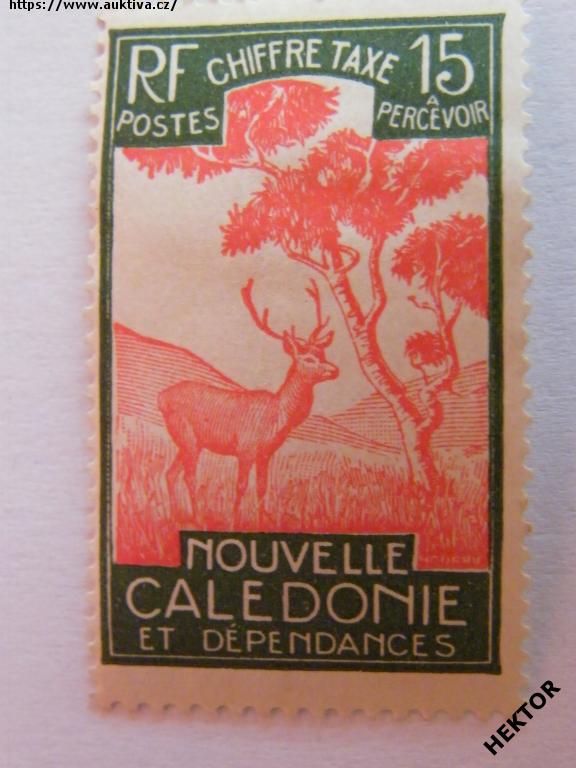 https://www.auktiva.cz/
RF CHIFFRE TAXE 15
POSTES A PERCEVOIR
NOUVELLE
CALEDONIE
ET DÉPENDANCES
HEKTOR